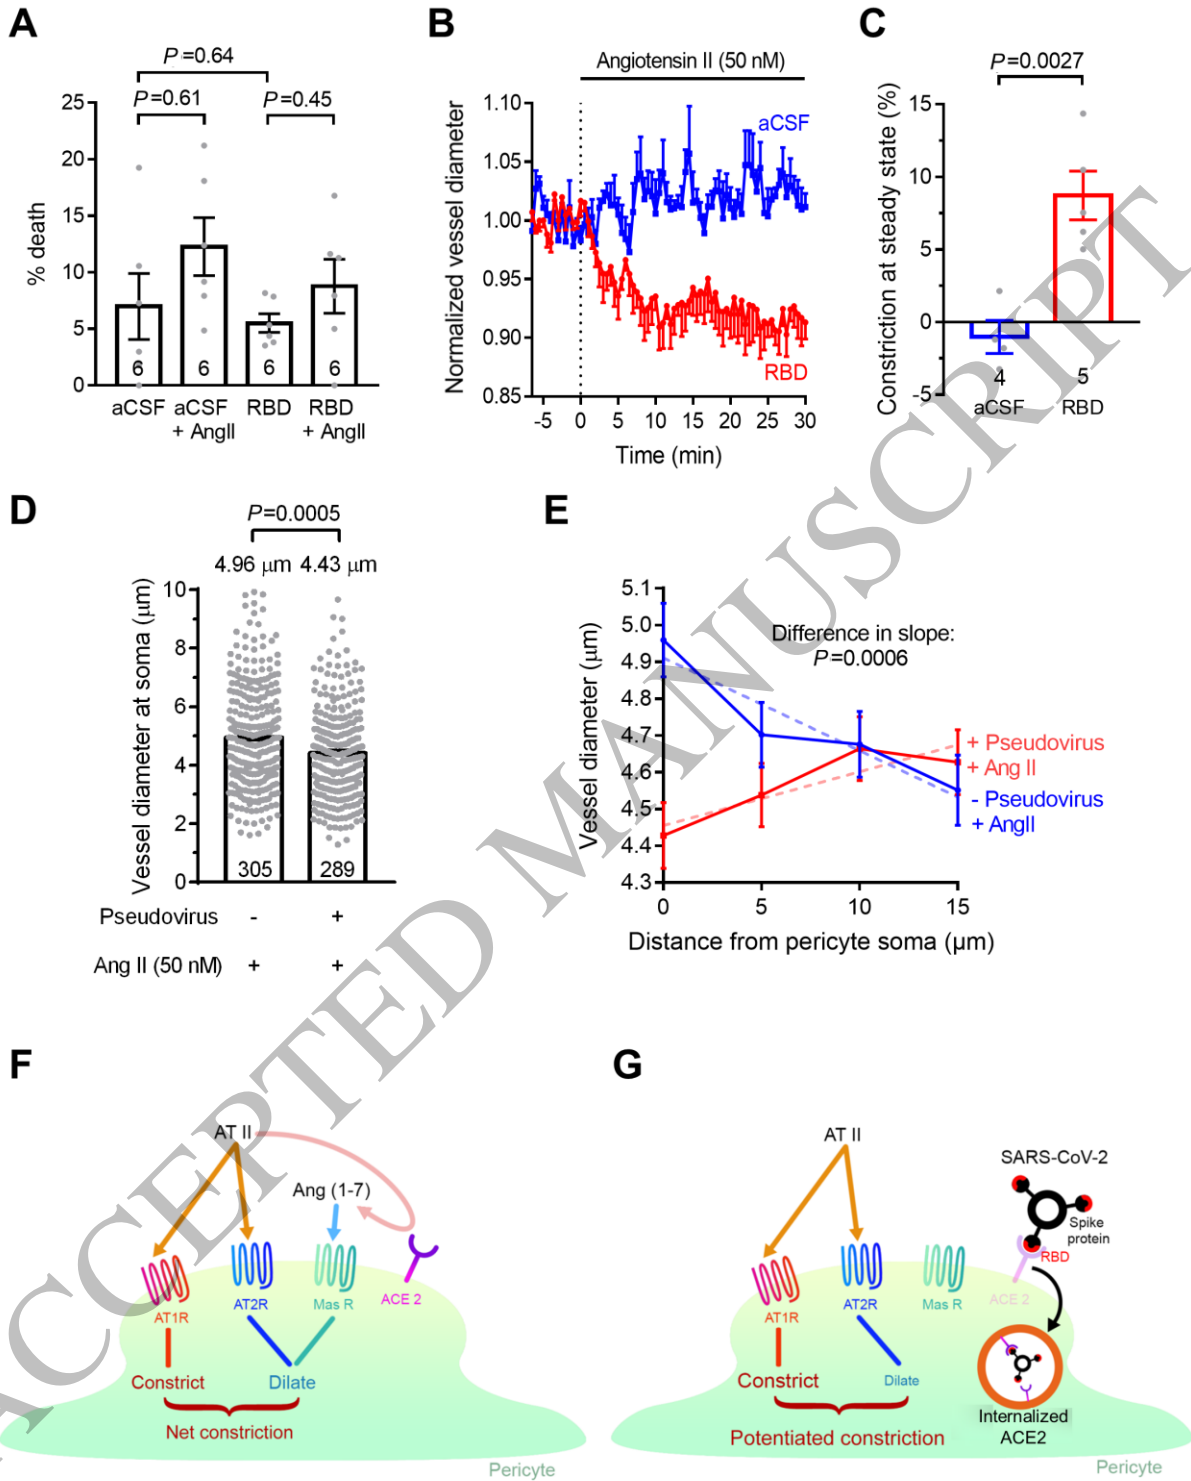 A
P=0.64
P=0.61
P=0.45
25
20
15
10
5
0
% death
6
6
6
6
aCSF
aCSF
+ AngII
RBD
RBD
+ AngII
B
Angiotensin II (50 nM)
1.10
1.05
1.00
0.95
0.90
0.85
Normalized vessel diameter
aCSF
RBD
-5
0
5
10
15
20
25
30
Time (min)
C
P=0.0027
15
10
5
0
-5
Constriction at steady state (%)
4
5
aCSF
RBD
D
P=0.0005
4.96 µm
4.43 µm
10
8
6
4
2
0
Vessel diameter at soma (µm)
305
289
Pseudovirus - +
Ang II (50 nM) + +
E
5.1
5.0
4.9
4.8
4.7
4.6
4.5
4.4
4.3
Vessel diameter (µm)
Difference in slope:
P=0.0006
+ Pseudovirus
+ Ang II
- Pseudovirus
+ AngII
0
5
10
15
Distance from pericyte soma (µm)
F
AT II
Ang (1-7)
AT1R
AT2R
Mas R
ACE 2
Constrict
Dilate
Net constriction
Pericyte
G
AT II
SARS-CoV-2
Spike
protein
RBD
AT1R
AT2R
Mas R
ACE 2
Constrict
Dilate
Potentiated constriction
Internalized
ACE2
Pericyte
ACCEPTED MANUSCRIPT